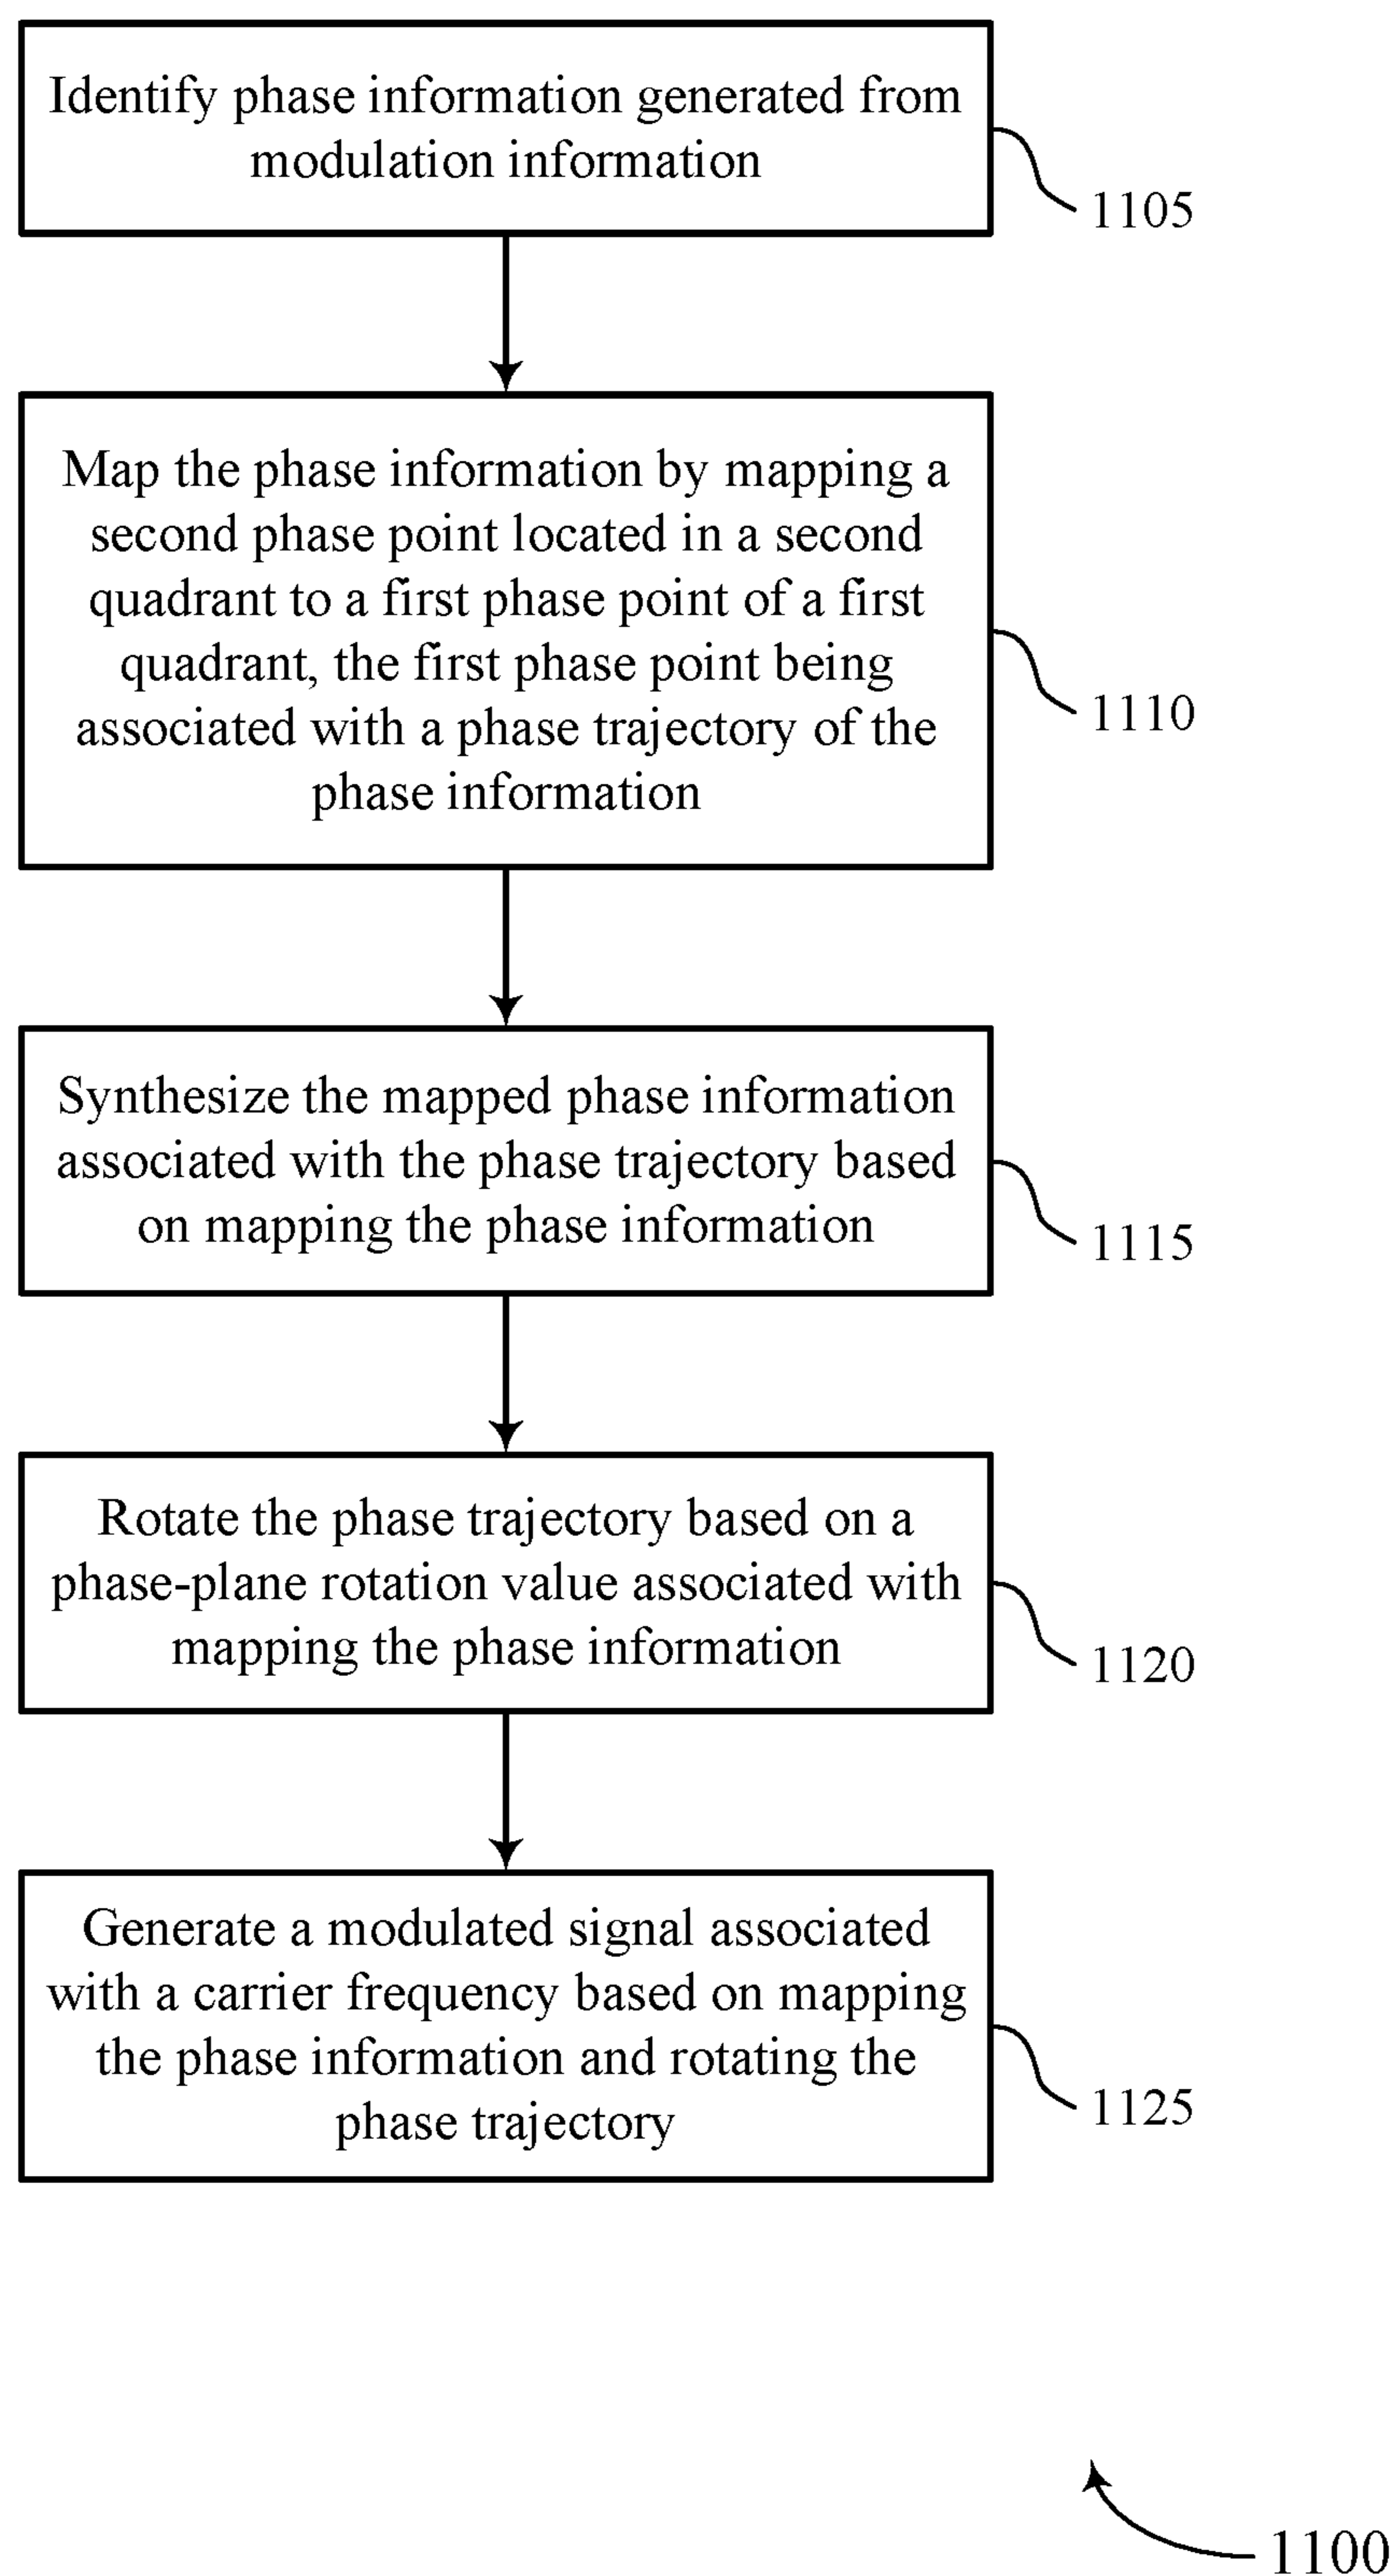 Identify phase information generated from
modulation information
1105
Map the phase information by mapping a
second phase point located in a second
quadrant to a first phase point of a first
quadrant, the first phase point being
associated with a phase trajectory of the
phase information
1110
Synthesize the mapped phase information
associated with the phase trajectory based
on mapping the phase information
1115
Rotate the phase trajectory based on a
phase-plane rotation value associated with
mapping the phase information
1120
Generate a modulated signal associated
with a carrier frequency based on mapping
the phase information and rotating the
phase trajectory
1125
1100